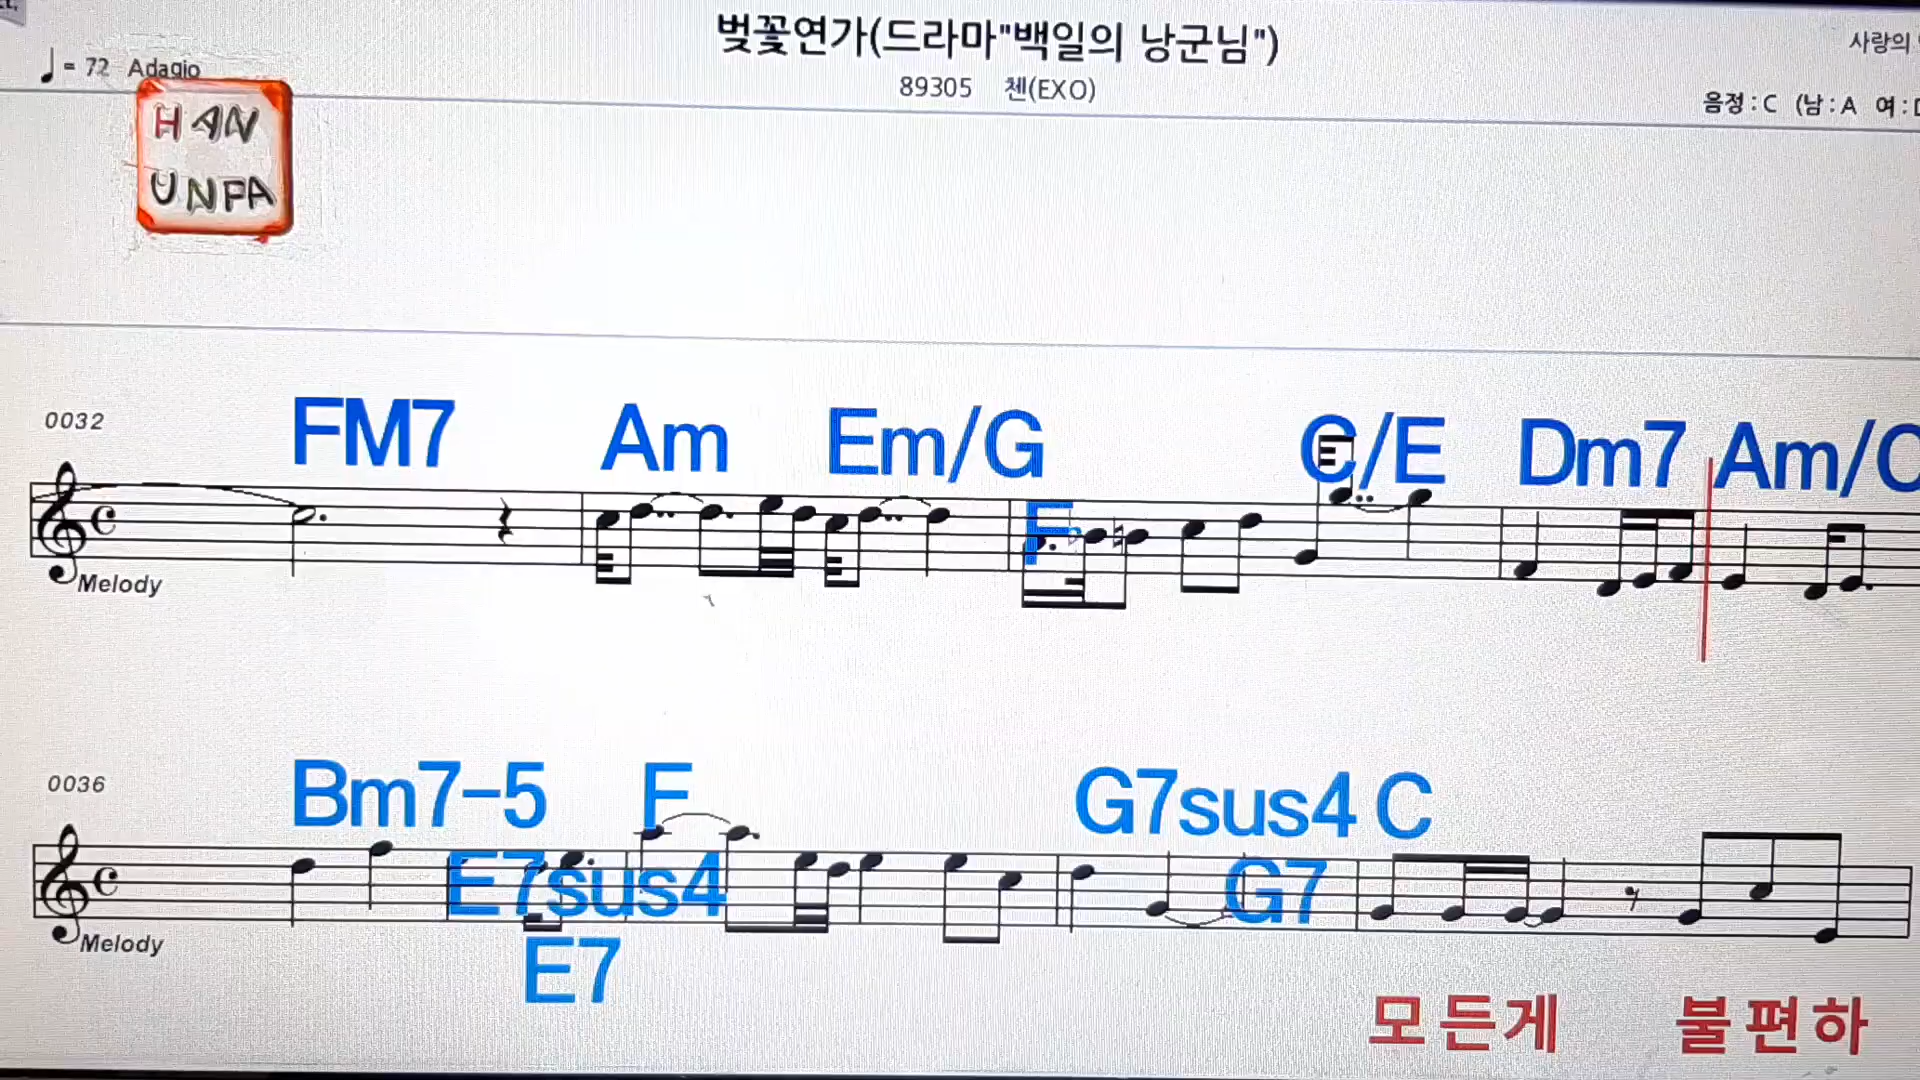 벚꽃연가(드라마"백일의 낭군님")
♩= 72 Adagio
89305 첸(EXO)
사랑의
음정 : C (남 : A 여 :
HAN
UNFA
0032
FM7 Am Em/G F C/E Dm7 Am/C
Melody
0036
Bm7-5 E7sus4 E7 F G7sus4 G7 C
Melody
모든게 불편하